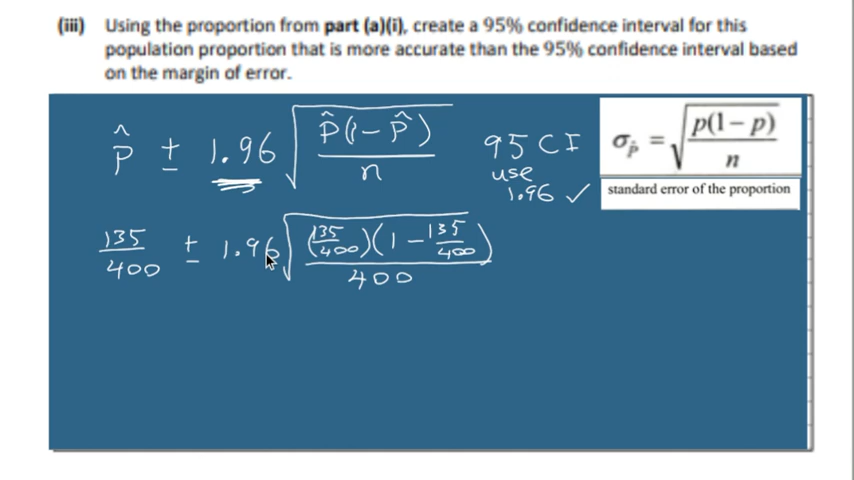 (iii) Using the proportion from part (a)(i), create a 95% confidence interval for this
population proportion that is more accurate than the 95% confidence interval based
on the margin of error.
p̂ ± 1.96 √(p̂(1-p̂)/n)
95 CI
use
1.96 ✓
σp̂ = √(p(1-p)/n)
standard error of the proportion
135/400 ± 1.96 √((135/400)(1-135/400)/400)